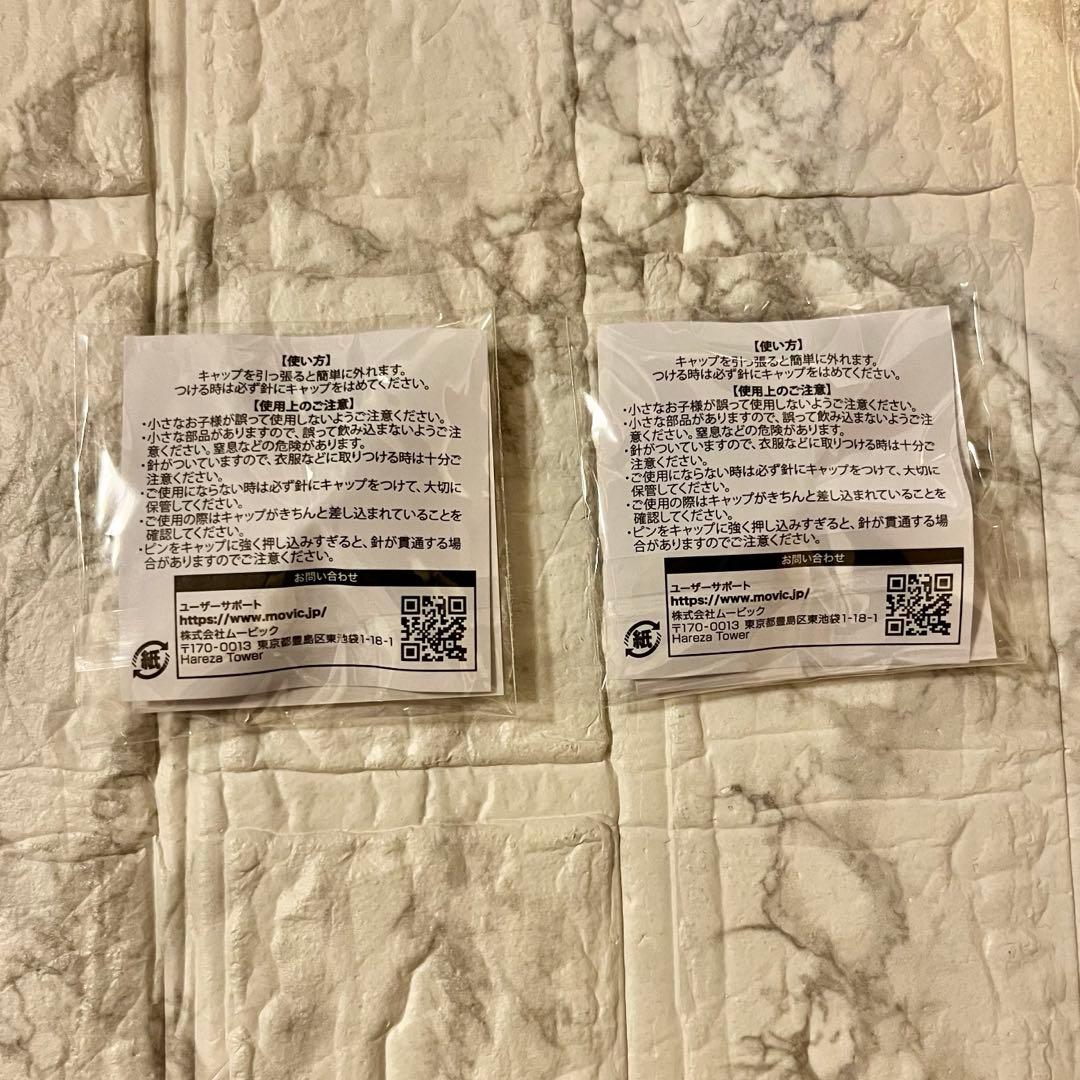 【使い方】
キャップを引っ張ると簡単に外れます。
つける時は必ず針にキャップをはめてください。
【使用上のご注意】
・小さなお子様が誤って使用しないようご注意ください。
・小さな部品がありますので、誤って飲み込まないようご注
意ください。窒息などの危険があります。
・針がついていますので、衣服などに取りつける時は十分ご
注意ください。
・ご使用にならない時は必ず針にキャップをつけて、大切に
保管してください。
・ご使用の際はキャップがきちんと差し込まれていることを
確認してください。
・ピンをキャップに強く押し込みすぎると、針が貫通する場
合がありますのでご注意ください。
お問い合わせ
ユーザーサポート
https://www.movic.jp/
株式会社ムービック
〒170-0013 東京都豊島区東池袋1-18-1
Hareza Tower
紙
【使い方】
キャップを引っ張ると簡単に外れます。
つける時は必ず針にキャップをはめてください。
【使用上のご注意】
・小さなお子様が誤って使用しないようご注意ください。
・小さな部品がありますので、誤って飲み込まないようご注
意ください。窒息などの危険があります。
・針がついていますので、衣服などに取りつける時は十分ご
注意ください。
・ご使用にならない時は必ず針にキャップをつけて、大切に
保管してください。
・ご使用の際はキャップがきちんと差し込まれていることを
確認してください。
・ピンをキャップに強く押し込みすぎると、針が貫通する場
合がありますのでご注意ください。
お問い合わせ
ユーザーサポート
https://www.movic.jp/
株式会社ムービック
〒170-0013 東京都豊島区東池袋1-18-1
Hareza Tower
紙